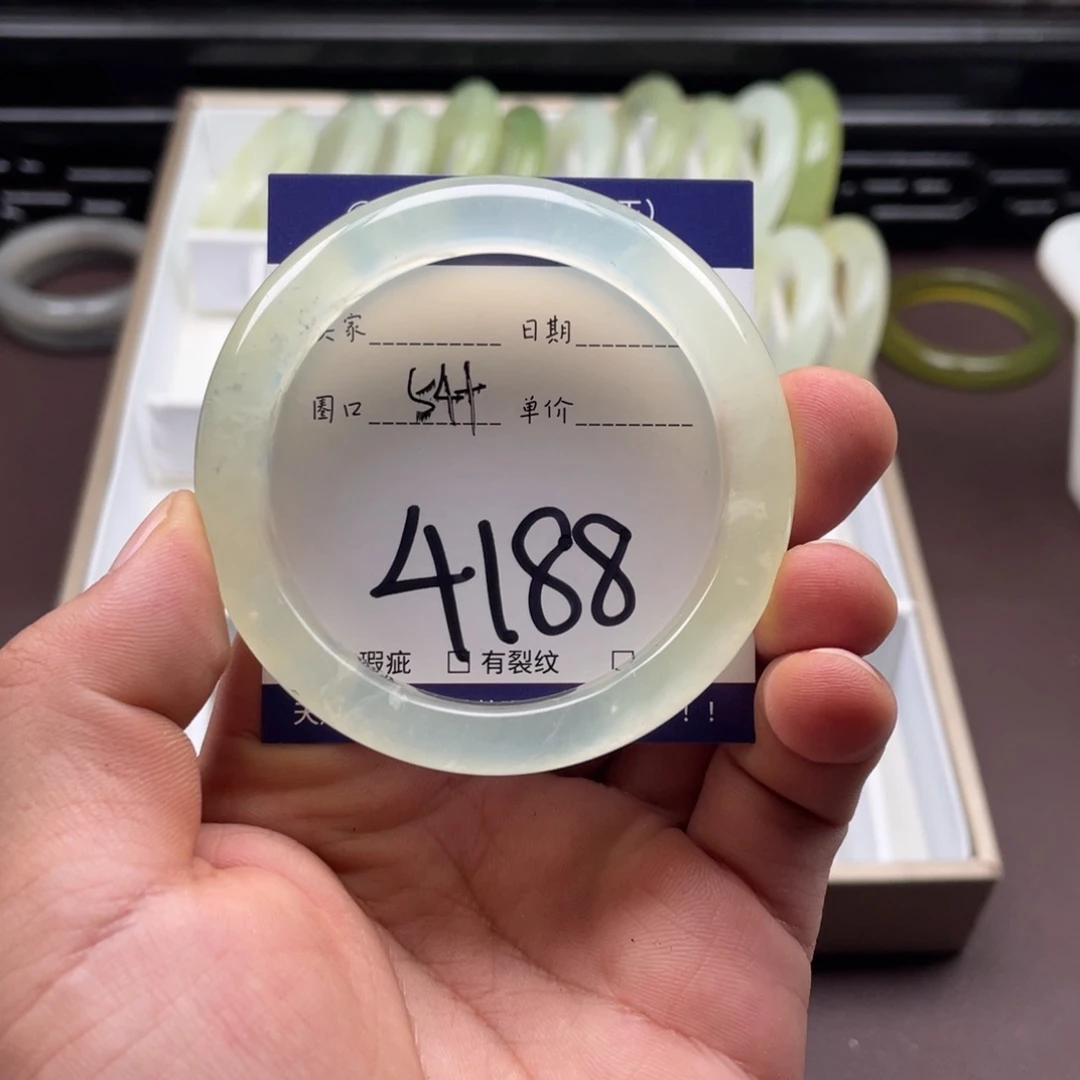 家 日期
圈口 54+ 单价
4188
瑕疵 有裂纹
！！